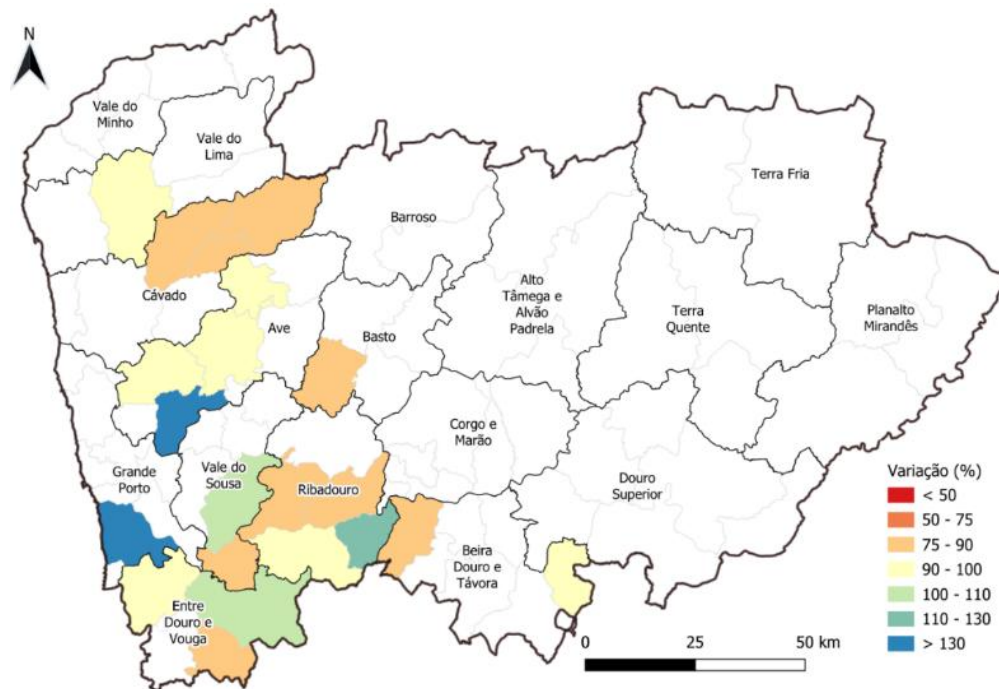 N
Vale do
Minho
Vale do
Lima
Terra Fria
Barroso
Cávado
Ave
Basto
Alto
Tâmega e
Alvão
Padrela
Terra
Quente
Planalto
Mirandês
Corgo e
Marão
Grande
Porto
Vale do
Sousa
Ribadouro
Douro
Superior
Beira
Douro e
Távora
Entre
Douro e
Vouga
Variação (%)
< 50
50 - 75
75 - 90
90 - 100
100 - 110
110 - 130
> 130
0 25 50 km